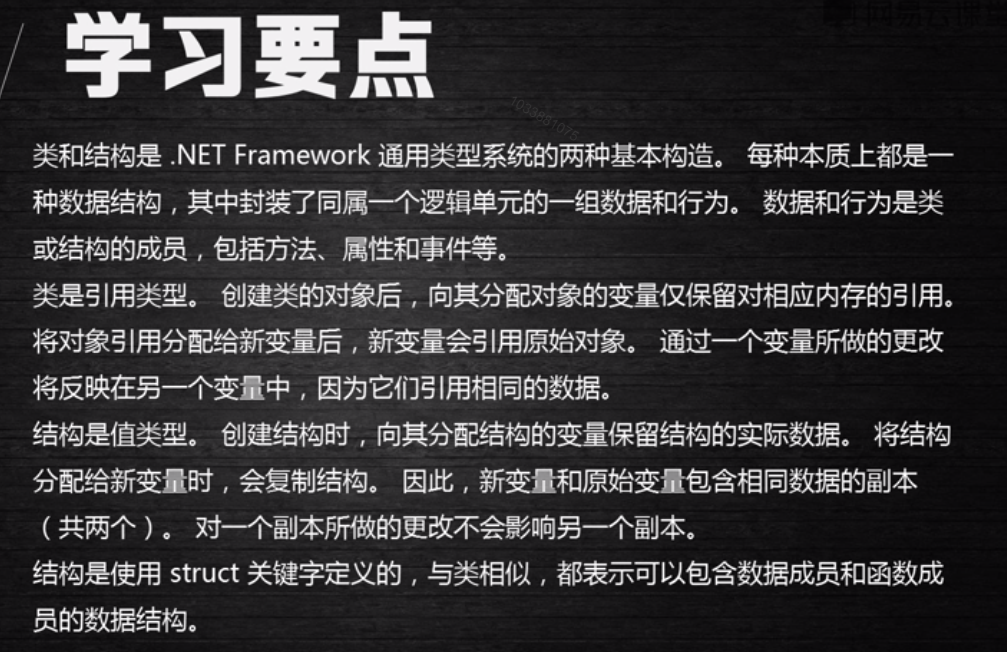 学习要点
类和结构是 .NET Framework 通用类型系统的两种基本构造。 每种本质上都是一
种数据结构，其中封装了同属一个逻辑单元的一组数据和行为。 数据和行为是类
或结构的成员，包括方法、属性和事件等。
类是引用类型。 创建类的对象后，向其分配对象的变量仅保留对相应内存的引用。
将对象引用分配给新变量后，新变量会引用原始对象。 通过一个变量所做的更改
将反映在另一个变量中，因为它们引用相同的数据。
结构是值类型。 创建结构时，向其分配结构的变量保留结构的实际数据。 将结构
分配给新变量时，会复制结构。 因此，新变量和原始变量包含相同数据的副本
（共两个）。 对一个副本所做的更改不会影响另一个副本。
结构是使用 struct 关键字定义的，与类相似，都表示可以包含数据成员和函数成
员的数据结构。